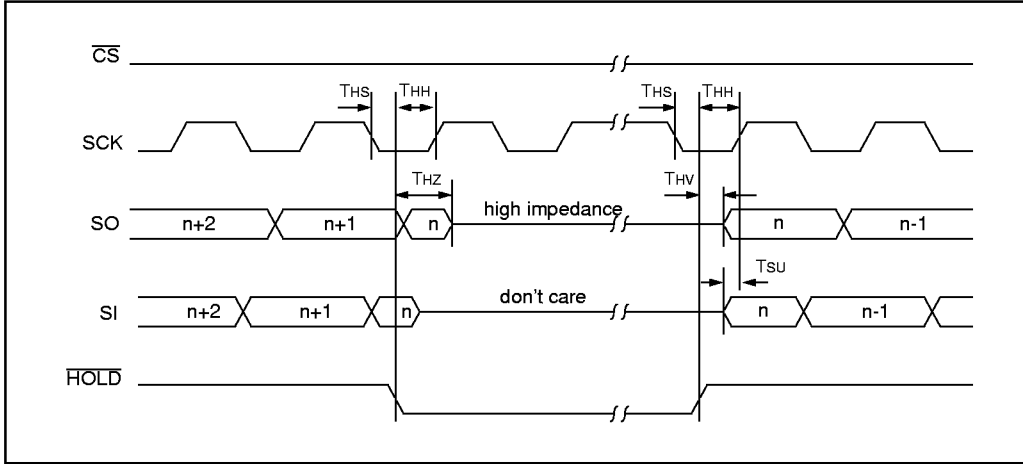 CS
THS THH THS THH
SCK
THZ THV
SO n+2 n+1 n high impedance n n-1
TSU
SI n+2 n+1 n don't care n n-1
HOLD